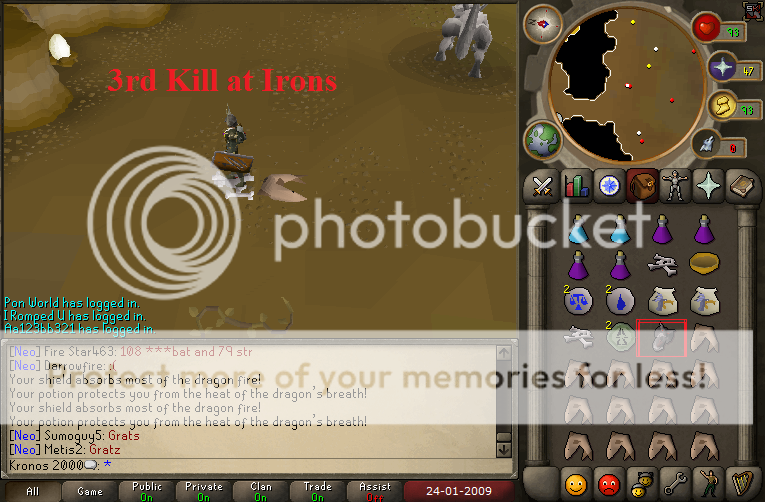 3rd Kill at Irons
93
47
93
0
photobucket
2
2
2
Pon World has logged in.
I Romped U has logged in.
Aa123bb321 has logged in.
[Neo] Fire Star463: 108 ***bat and 79 str
[Neo] Darrowfire: :(
Your shield absorbs most of the dragon fire!
Your potion protects you from the heat of the dragon's breath!
Your shield absorbs most of the dragon fire!
Your potion protects you from the heat of the dragon's breath!
Protect more of your memories for less!
[Neo] Sumoguy5: Grats
[Neo] Metis2: Gratz
Kronos 2000: *
All
Game
Public
On
Private
On
Clan
On
Trade
On
Assist
Off
24-01-2009